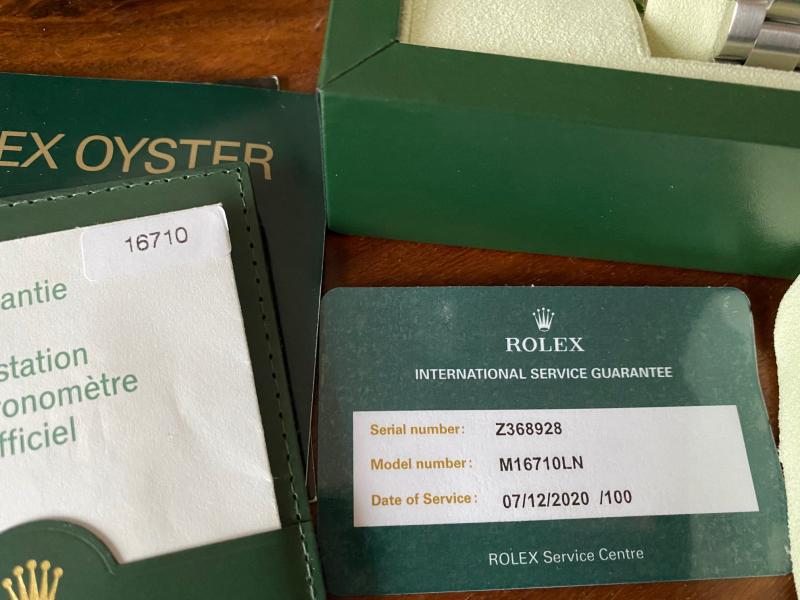 EX OYSTER
16710
antie
station
ronomètre
fficiel
ROLEX
INTERNATIONAL SERVICE GUARANTEE
Serial number: Z368928
Model number: M16710LN
Date of Service: 07/12/2020 /100
ROLEX Service Centre